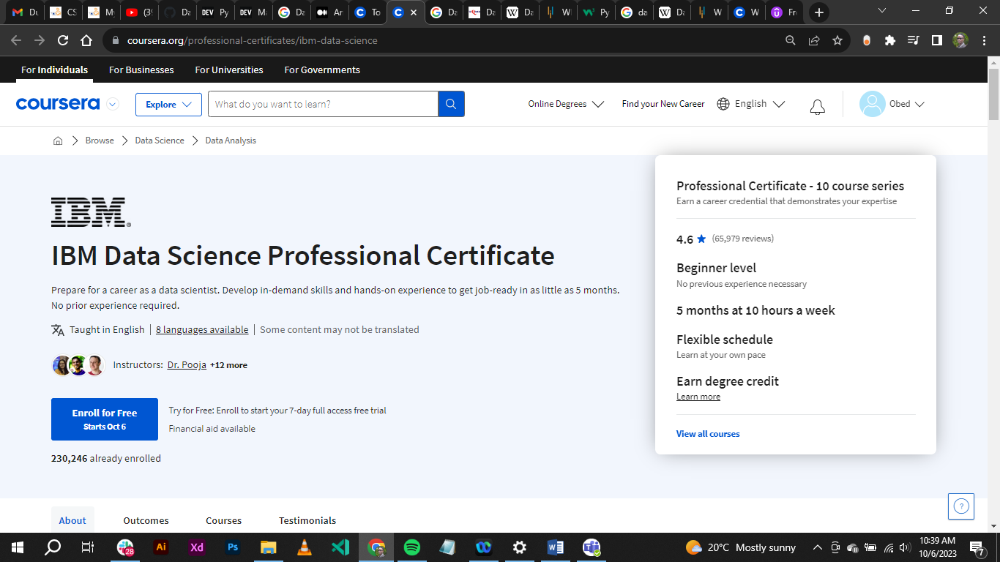 Du
CS
My
(39
Da
DEV Py
DEV Ma
Da
An
To
C
Da
Da
Da
Wh
Py
da
Da
W
W
Fre
coursera.org/professional-certificates/ibm-data-science
For Individuals For Businesses For Universities For Governments
coursera Explore What do you want to learn? Online Degrees Find your New Career English Obed
Browse Data Science Data Analysis
IBM®
IBM Data Science Professional Certificate
Prepare for a career as a data scientist. Develop in-demand skills and hands-on experience to get job-ready in as little as 5 months.
No prior experience required.
Taught in English | 8 languages available | Some content may not be translated
Instructors: Dr. Pooja +12 more
Enroll for Free
Starts Oct 6
Try for Free: Enroll to start your 7-day full access free trial
Financial aid available
230,246 already enrolled
Professional Certificate - 10 course series
Earn a career credential that demonstrates your expertise
4.6 ★ (65,979 reviews)
Beginner level
No previous experience necessary
5 months at 10 hours a week
Flexible schedule
Learn at your own pace
Earn degree credit
Learn more
View all courses
?
About Outcomes Courses Testimonials
28 Ai Xd Ps 20°C Mostly sunny
10:39 AM
10/6/2023
7